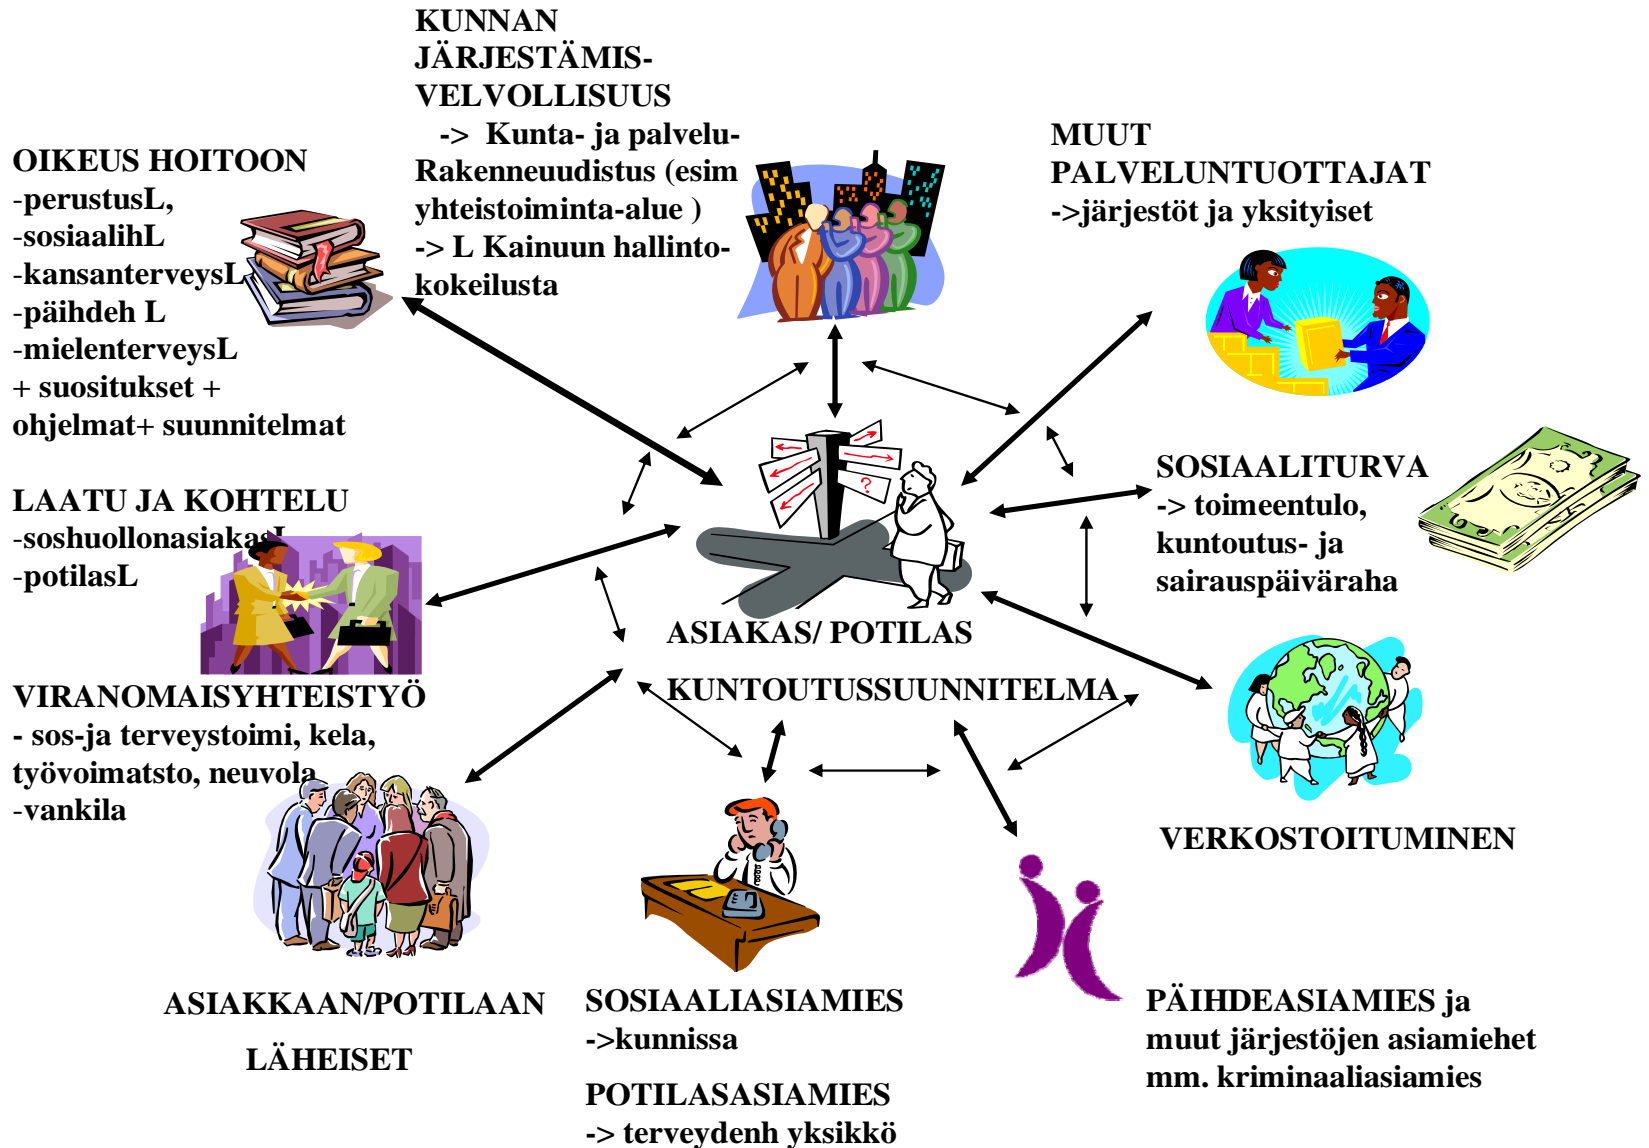 KUNNAN
JÄRJESTÄMIS-
VELVOLLISUUS
-> Kunta- ja palvelu-
Rakenneuudistus (esim
yhteistoiminta-alue )
-> L Kainuun hallinto-
kokeilusta
OIKEUS HOITOON
-perustusL,
-sosiaalihL
-kansanterveysL
-päihdeh L
-mielenterveysL
+ suositukset +
ohjelmat+ suunnitelmat
MUUT
PALVELUNTUOTTAJAT
->järjestöt ja yksityiset
LAATU JA KOHTELU
-soshuollonasiakasL
-potilasL
SOSIAALITURVA
-> toimeentulo,
kuntoutus- ja
sairauspäiväraha
?
ASIAKAS/ POTILAS
KUNTOUTUSSUUNNITELMA
VIRANOMAISYHTEISTYÖ
- sos-ja terveystoimi, kela,
työvoimatsto, neuvola
-vankila
VERKOSTOITUMINEN
ASIAKKAAN/POTILAAN
LÄHEISET
SOSIAALIASIAMIES
->kunnissa
POTILASASIAMIES
-> terveydenh yksikkö
PÄIHDEASIAMIES ja
muut järjestöjen asiamiehet
mm. kriminaaliasiamies